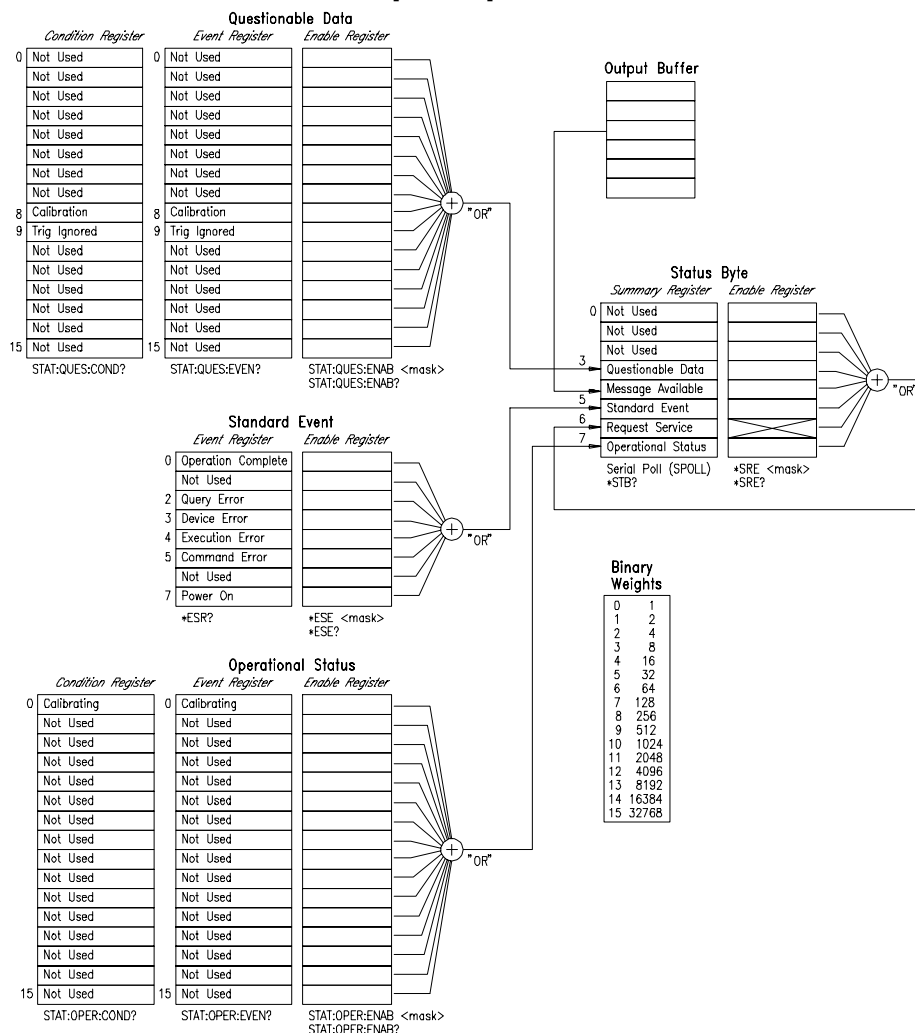 Questionable Data
Condition Register Event Register Enable Register
0 Not Used 0 Not Used
Not Used Not Used
Not Used Not Used
Not Used Not Used
Not Used Not Used
Not Used Not Used
Not Used Not Used
Not Used Not Used
8 Calibration 8 Calibration
9 Trig Ignored 9 Trig Ignored
Not Used Not Used
Not Used Not Used
Not Used Not Used
Not Used Not Used
Not Used Not Used
15 Not Used 15 Not Used
+ "OR"
STAT:QUES:COND? STAT:QUES:EVEN? STAT:QUES:ENAB <mask>
STAT:QUES:ENAB?
Output Buffer
Status Byte
Summary Register Enable Register
0 Not Used
Not Used
Not Used
3 Questionable Data
Message Available
5 Standard Event
6 Request Service
7 Operational Status
+ "OR"
Serial Poll (SPOLL) *SRE <mask>
*STB? *SRE?
Standard Event
Event Register Enable Register
0 Operation Complete
Not Used
2 Query Error
3 Device Error
4 Execution Error
5 Command Error
Not Used
7 Power On
+ "OR"
*ESR? *ESE <mask>
*ESE?
Binary
Weights
0 1
1 2
2 4
3 8
4 16
5 32
6 64
7 128
8 256
9 512
10 1024
11 2048
12 4096
13 8192
14 16384
15 32768
Operational Status
Condition Register Event Register Enable Register
0 Calibrating 0 Calibrating
Not Used Not Used
Not Used Not Used
Not Used Not Used
Not Used Not Used
Not Used Not Used
Not Used Not Used
Not Used Not Used
Not Used Not Used
Not Used Not Used
Not Used Not Used
Not Used Not Used
Not Used Not Used
Not Used Not Used
Not Used Not Used
15 Not Used 15 Not Used
+ "OR"
STAT:OPER:COND? STAT:OPER:EVEN? STAT:OPER:ENAB <mask>
STAT:OPER:ENAB?